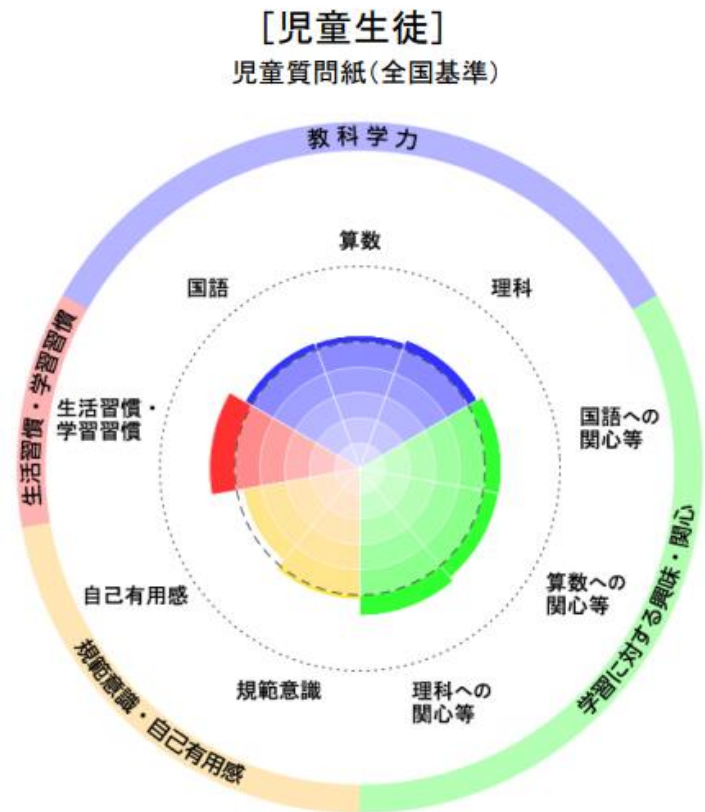 [児童生徒]
児童質問紙(全国基準)
教科学力
算数
国語
理科
生活習慣・学習習慣
生活習慣・
学習習慣
国語への
関心等
自己有用感
算数への
関心等
学習に対する興味・関心
規範意識・自己有用感
規範意識
理科への
関心等